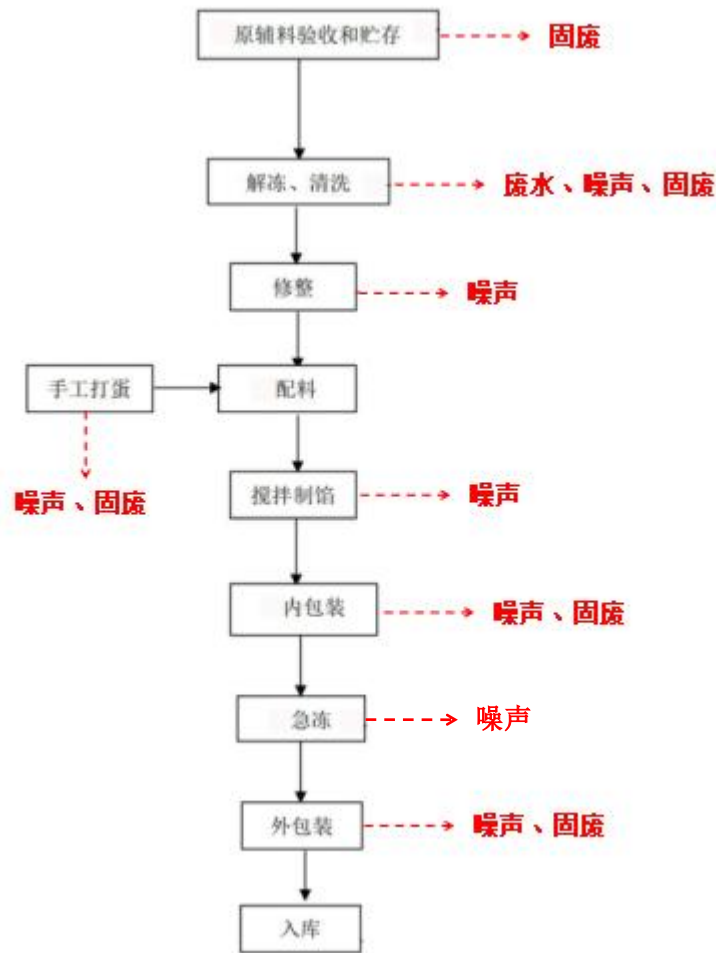 原辅料验收和贮存
固废
解冻、清洗
废水、噪声、固废
修整
噪声
手工打蛋
配料
噪声、固废
搅拌制馅
噪声
内包装
噪声、固废
急冻
噪声
外包装
噪声、固废
入库